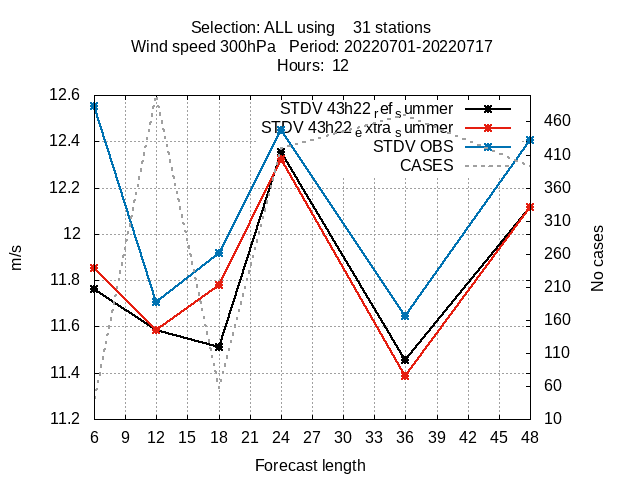 Selection: ALL using    31 stations
Wind speed 300hPa   Period: 20220701-20220717
Hours:  12
12.6
12.4
12.2
12
11.8
11.6
11.4
11.2
m/s
STDV 43h22 ref summer
STDV 43h22 extra summer
STDV OBS
CASES
460
410
360
310
260
210
160
110
60
10
No cases
6 9 12 15 18 21 24 27 30 33 36 39 42 45 48
Forecast length